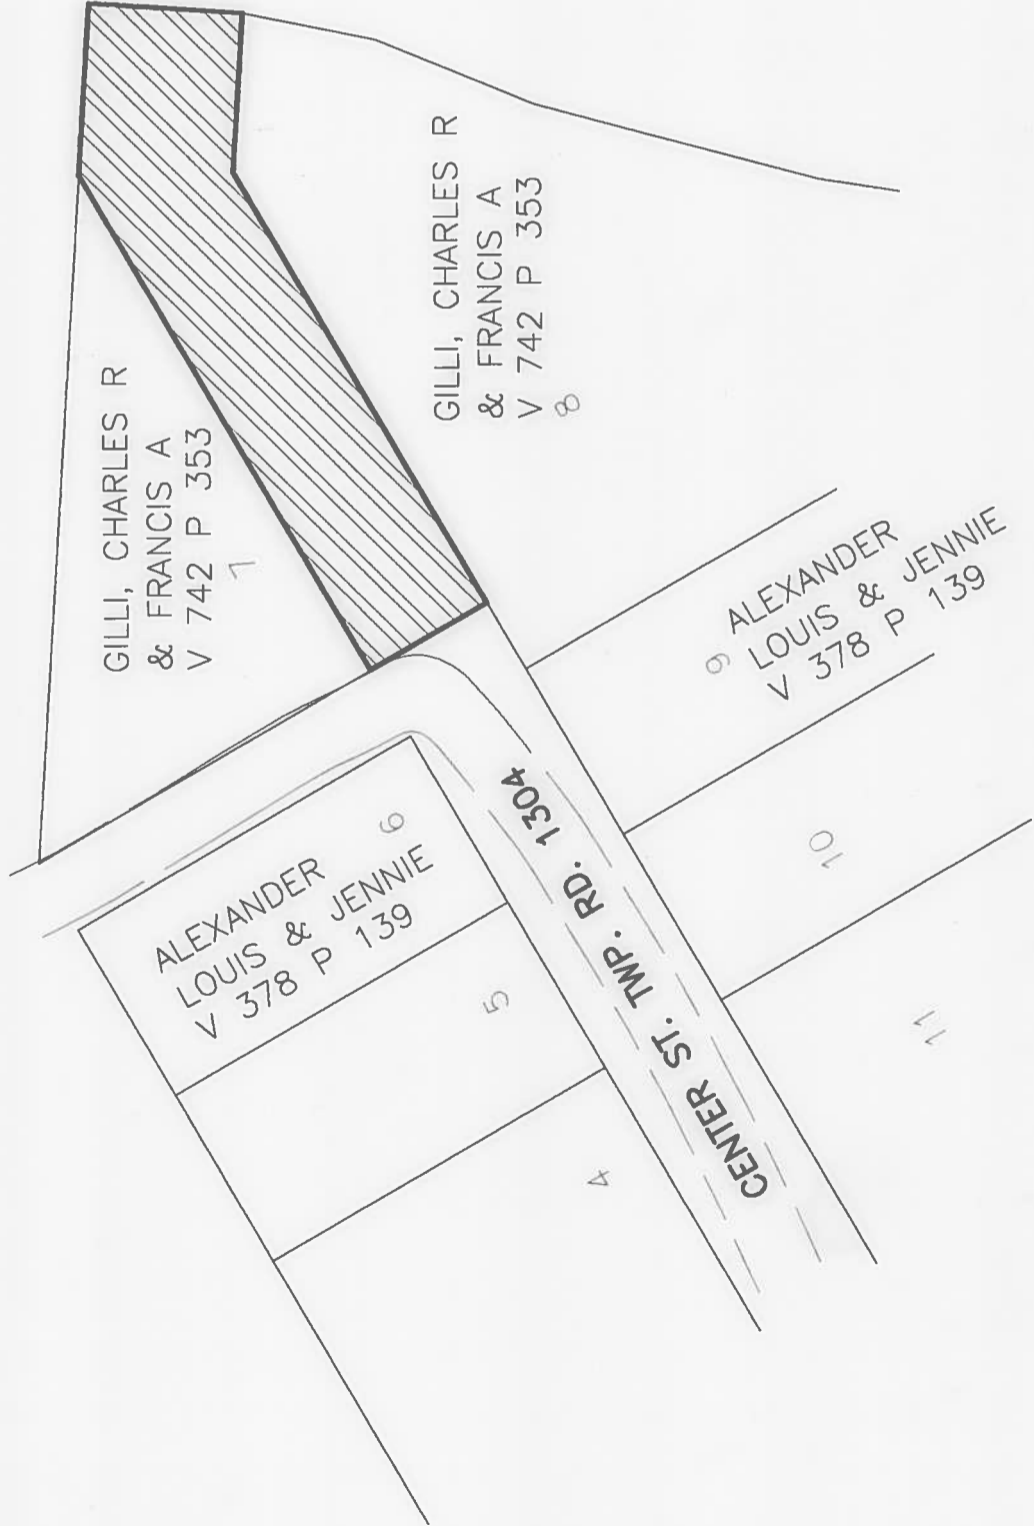 GILLI, CHARLES R
& FRANCIS A
V 742 P 353
7
GILLI, CHARLES R
& FRANCIS A
V 742 P 353
8
ALEXANDER
LOUIS & JENNIE
V 378 P 139
6
5
4
CENTER ST. TWP. RD. 1304
9
ALEXANDER
LOUIS & JENNIE
V 378 P 139
10
11